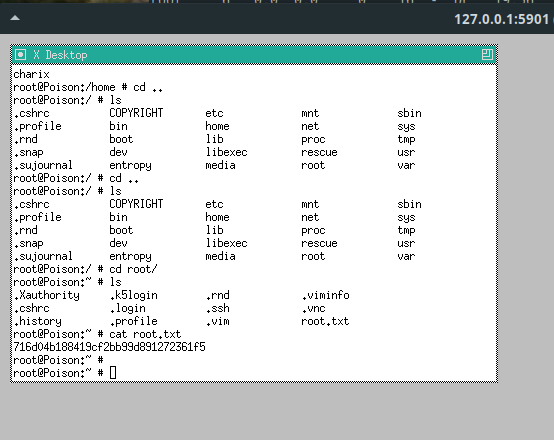 127.0.0.1:5901
X Desktop
charix
root@Poison:/home # cd ..
root@Poison:/ # ls
.cshrc COPYRIGHT etc mnt sbin
.profile bin home net sys
.rnd boot lib proc tmp
.snap dev libexec rescue usr
.sujournal entropy media root var
root@Poison:/ # cd ..
root@Poison:/ # ls
.cshrc COPYRIGHT etc mnt sbin
.profile bin home net sys
.rnd boot lib proc tmp
.snap dev libexec rescue usr
.sujournal entropy media root var
root@Poison:/ # cd root/
root@Poison:~ # ls
.Xauthority .k5login .rnd .viminfo
.cshrc .login .ssh .vnc
.history .profile .vim root.txt
root@Poison:~ # cat root.txt
716d04b188419cf2bb99d891272361f5
root@Poison:~ #
root@Poison:~ #